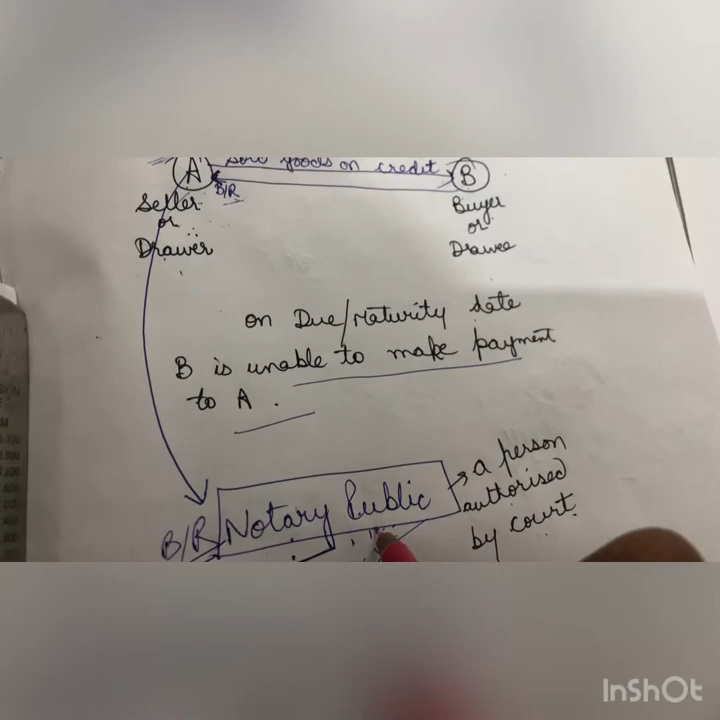 A sold goods on credit B
B/R
Seller
or
Drawer
Buyer
or
Drawee
on Due/Maturity date
B is unable to make payment
to A.
B/R Notary Public
a person
authorised
by court.
InShOt